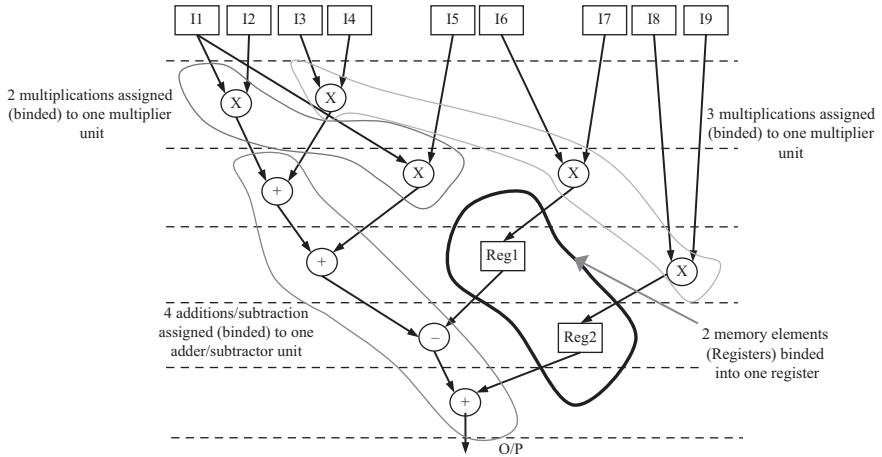 I1 I2 I3 I4 I5 I6 I7 I8 I9
2 multiplications assigned
(binded) to one multiplier
unit
X
X
3 multiplications assigned
(binded) to one multiplier
unit
X
X
+
+
Reg1
X
4 additions/subtraction
assigned (binded) to one
adder/subtractor unit
–
Reg2
2 memory elements
(Registers) binded
into one register
+
O/P